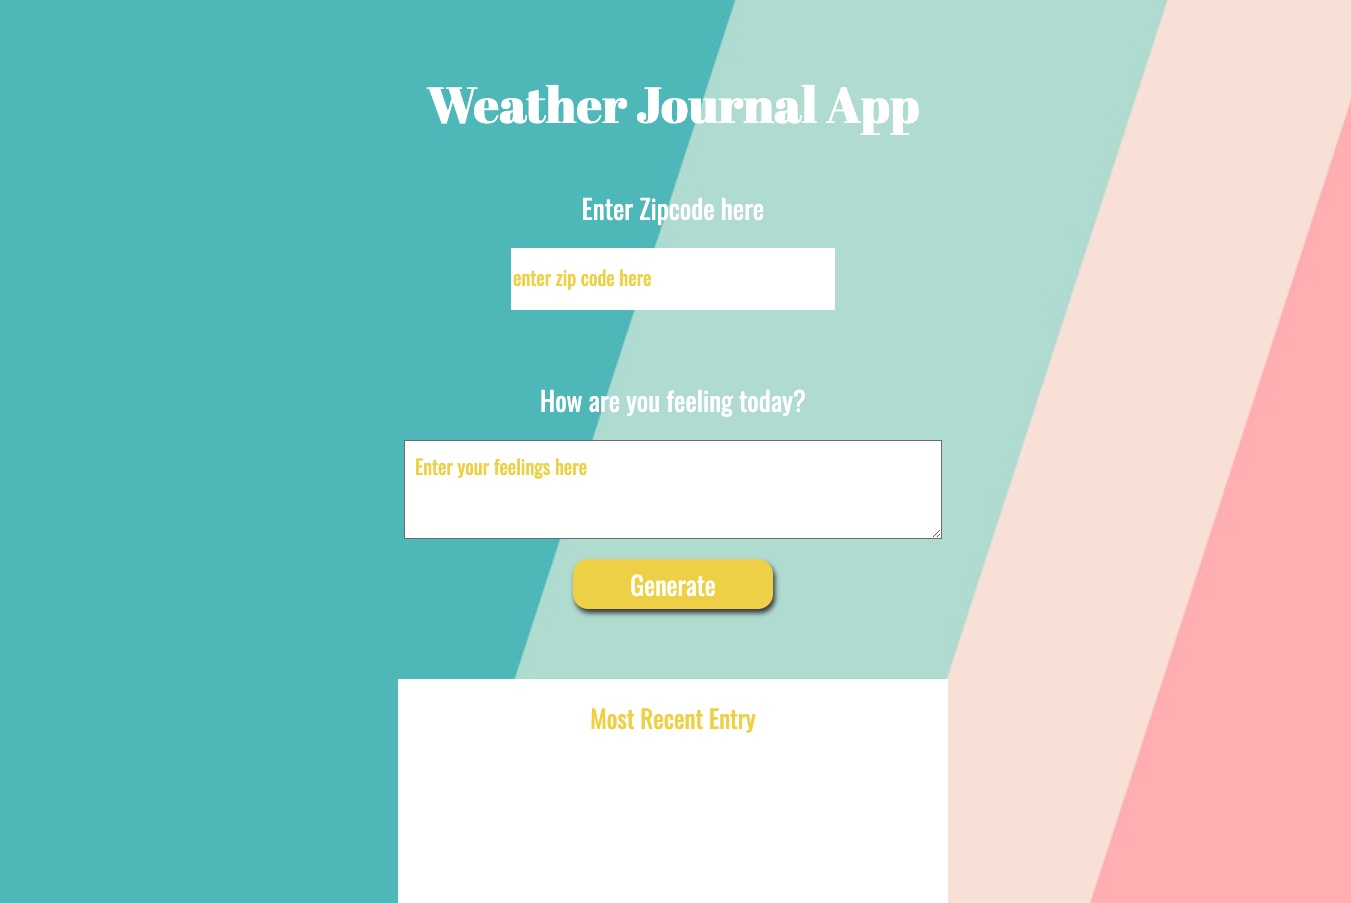 Weather Journal App
Enter Zipcode here
enter zip code here
How are you feeling today?
Enter your feelings here
Generate
Most Recent Entry